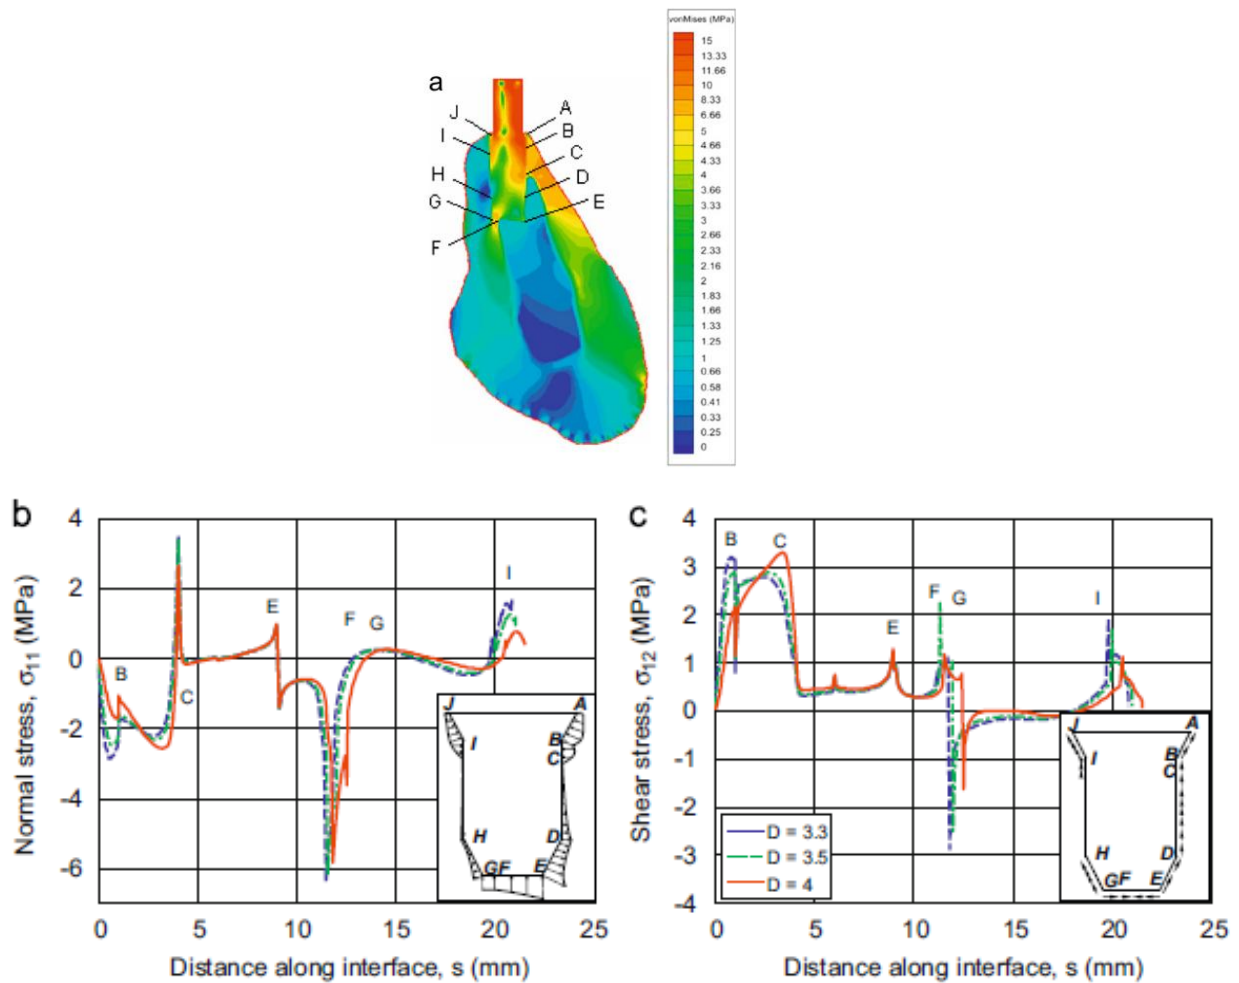 vonMises (MPa)
15
13.33
11.66
10
8.33
6.66
5
4.66
4.33
4
3.66
3.33
3
2.66
2.33
2.16
2
1.83
1.66
1.33
1.25
1
0.66
0.58
0.41
0.33
0.25
0
a
J
A
I
B
C
H
D
G
E
F
b
4
2
0
-2
-4
-6
Normal stress, σ11 (MPa)
B
C
E
F
G
I
J
A
I
B
C
H
D
GF
E
0
5
10
15
20
25
Distance along interface, s (mm)
c
4
3
2
1
0
-1
-2
-3
-4
Shear stress, σ12 (MPa)
B
C
E
F
G
I
D = 3.3
D = 3.5
D = 4
J
A
I
B
C
H
D
GF
E
0
5
10
15
20
25
Distance along interface, s (mm)